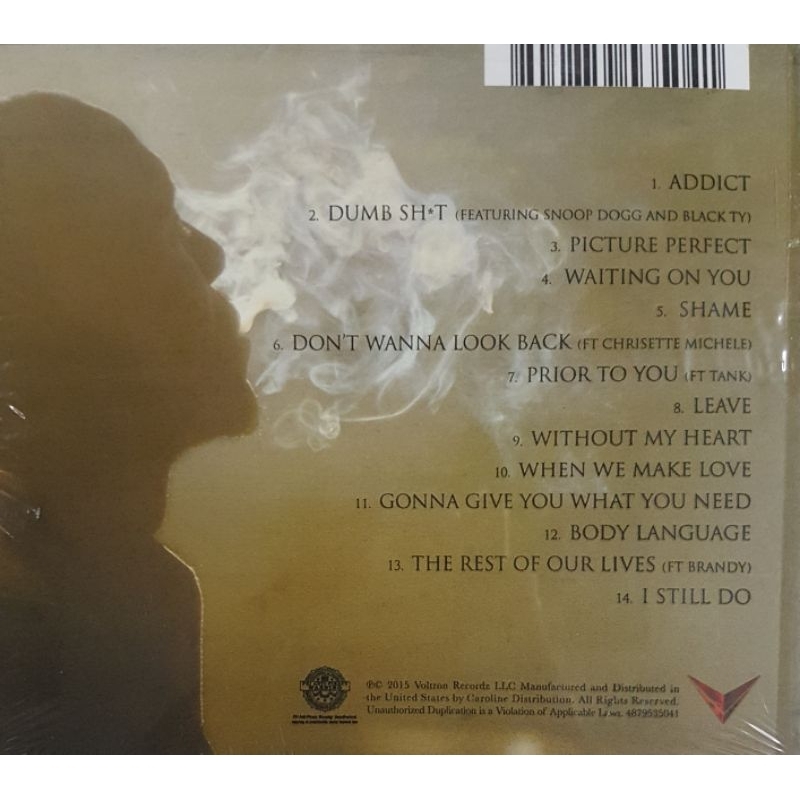 1. ADDICT
2. DUMB SH*T (FEATURING SNOOP DOGG AND BLACK TY)
3. PICTURE PERFECT
4. WAITING ON YOU
5. SHAME
6. DON'T WANNA LOOK BACK (FT CHRISETTE MICHELE)
7. PRIOR TO YOU (FT TANK)
8. LEAVE
9. WITHOUT MY HEART
10. WHEN WE MAKE LOVE
11. GONNA GIVE YOU WHAT YOU NEED
12. BODY LANGUAGE
13. THE REST OF OUR LIVES (FT BRANDY)
14. I STILL DO
℗© 2015 Voltron Recordz LLC Manufactured and Distributed in
the United States by Caroline Distribution. All Rights Reserved.
Unauthorized Duplication is a Violation of Applicable Laws. 4879535041